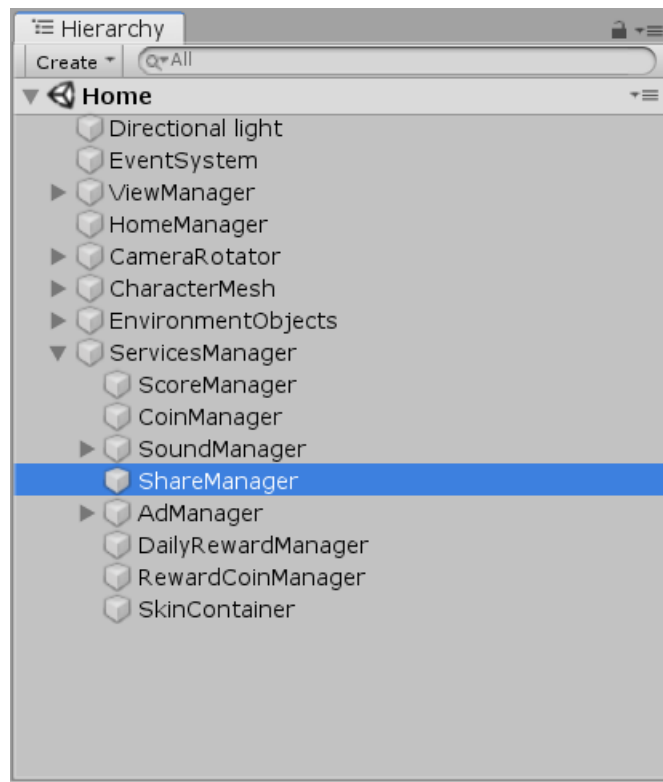 Hierarchy
Create All
Home
Directional light
EventSystem
ViewManager
HomeManager
CameraRotator
CharacterMesh
EnvironmentObjects
ServicesManager
ScoreManager
CoinManager
SoundManager
ShareManager
AdManager
DailyRewardManager
RewardCoinManager
SkinContainer